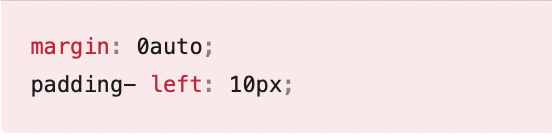 margin: 0auto;
padding- left: 10px;